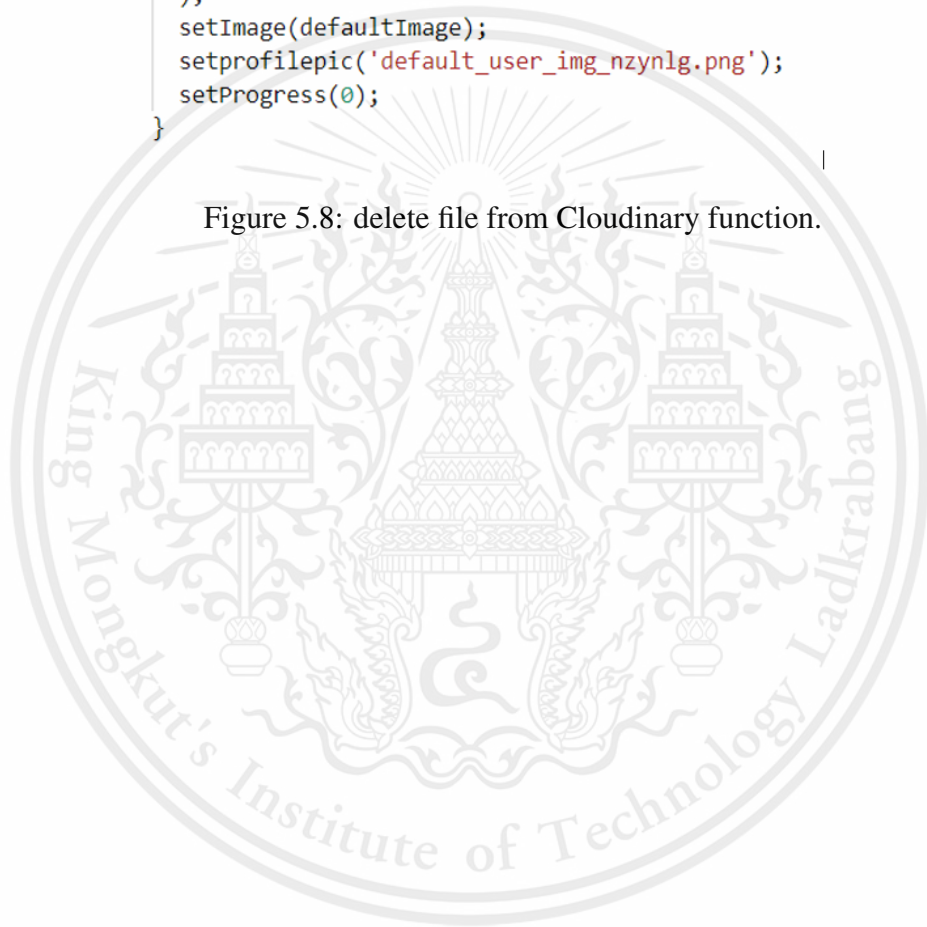 );
setImage(defaultImage);
setprofilepic('default_user_img_nzynlg.png');
setProgress(0);
}
Figure 5.8: delete file from Cloudinary function.
King Mongkut's Institute of Technology Ladkrabang